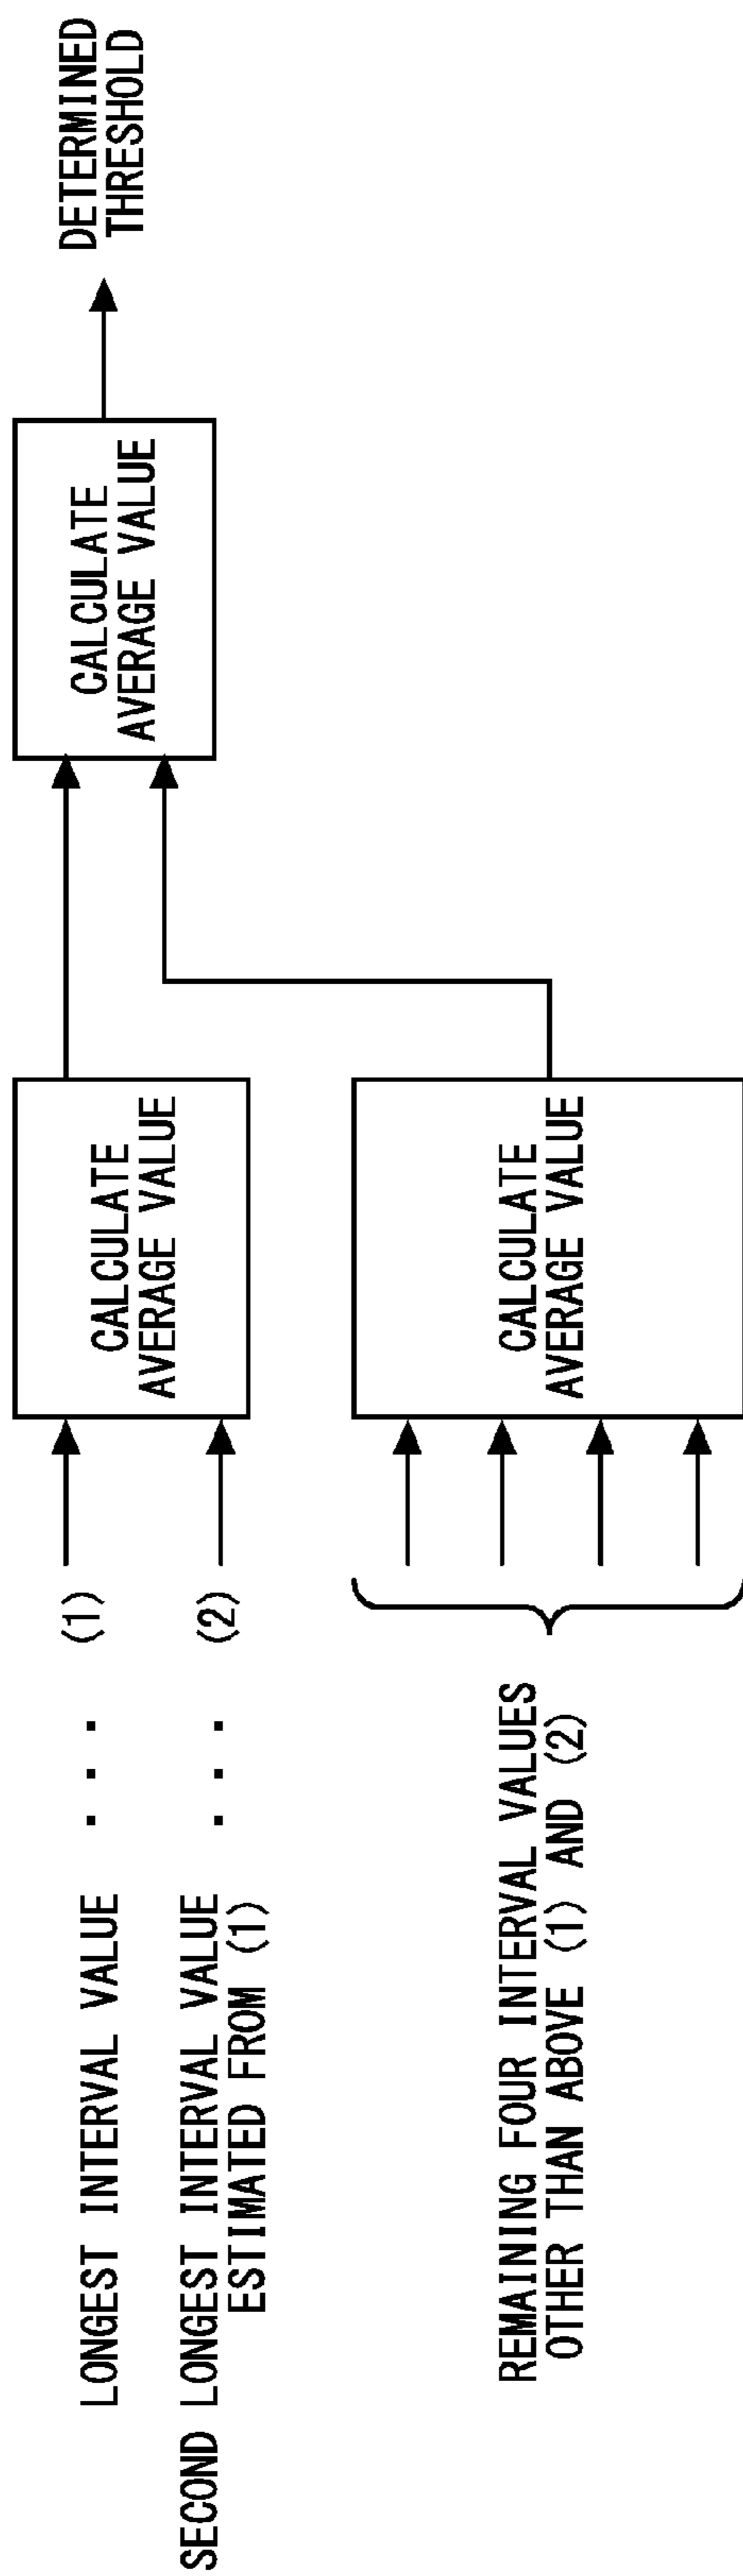 LONGEST INTERVAL VALUE ... (1)
SECOND LONGEST INTERVAL VALUE ... (2)
ESTIMATED FROM (1)
REMAINING FOUR INTERVAL VALUES
OTHER THAN ABOVE (1) AND (2)
CALCULATE
AVERAGE VALUE
CALCULATE
AVERAGE VALUE
CALCULATE
AVERAGE VALUE
DETERMINED
THRESHOLD